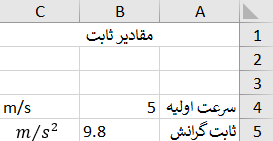 C B A
1 مقادیر ثابت
2
3
4 سرعت اولیه 5 m/s
5 ثابت گرانش 9.8 m/s²